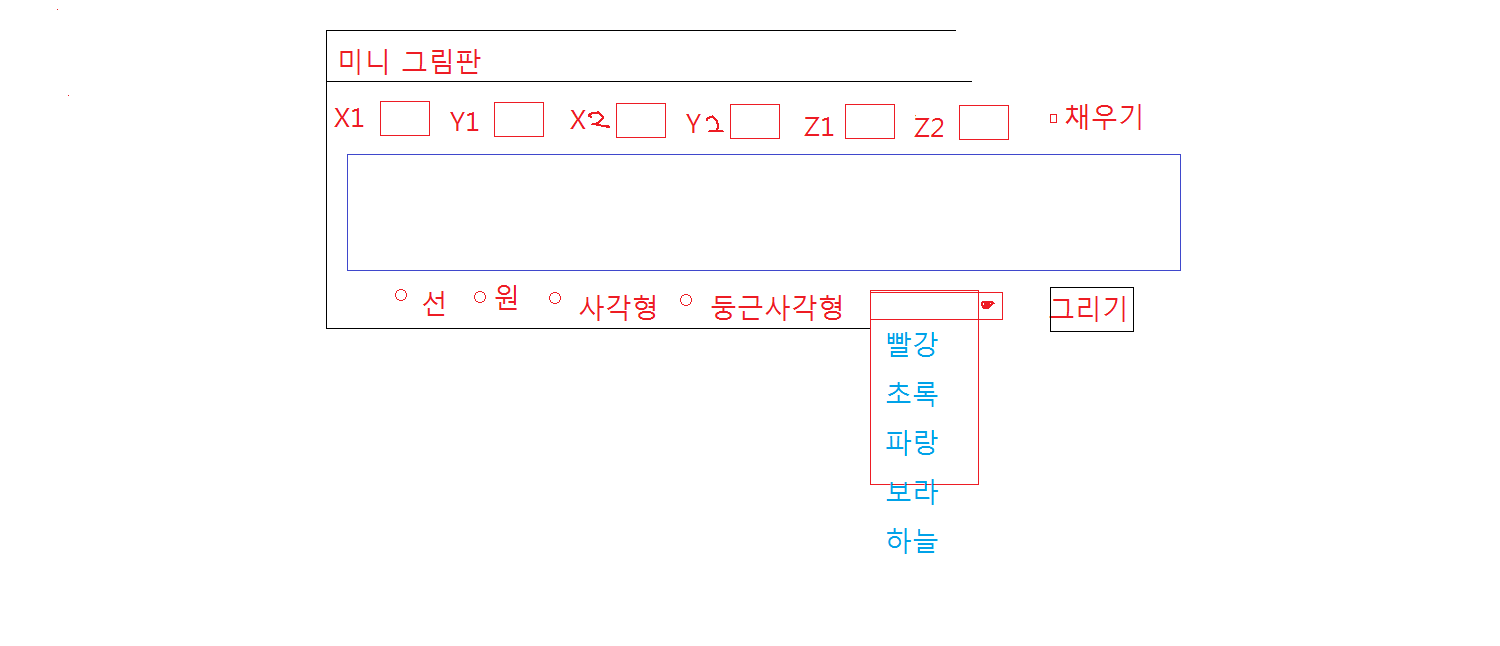 미니 그림판
X1 Y1 X2 Y2 Z1 Z2 채우기
선 원 사각형 둥근사각형 그리기
빨강
초록
파랑
보라
하늘